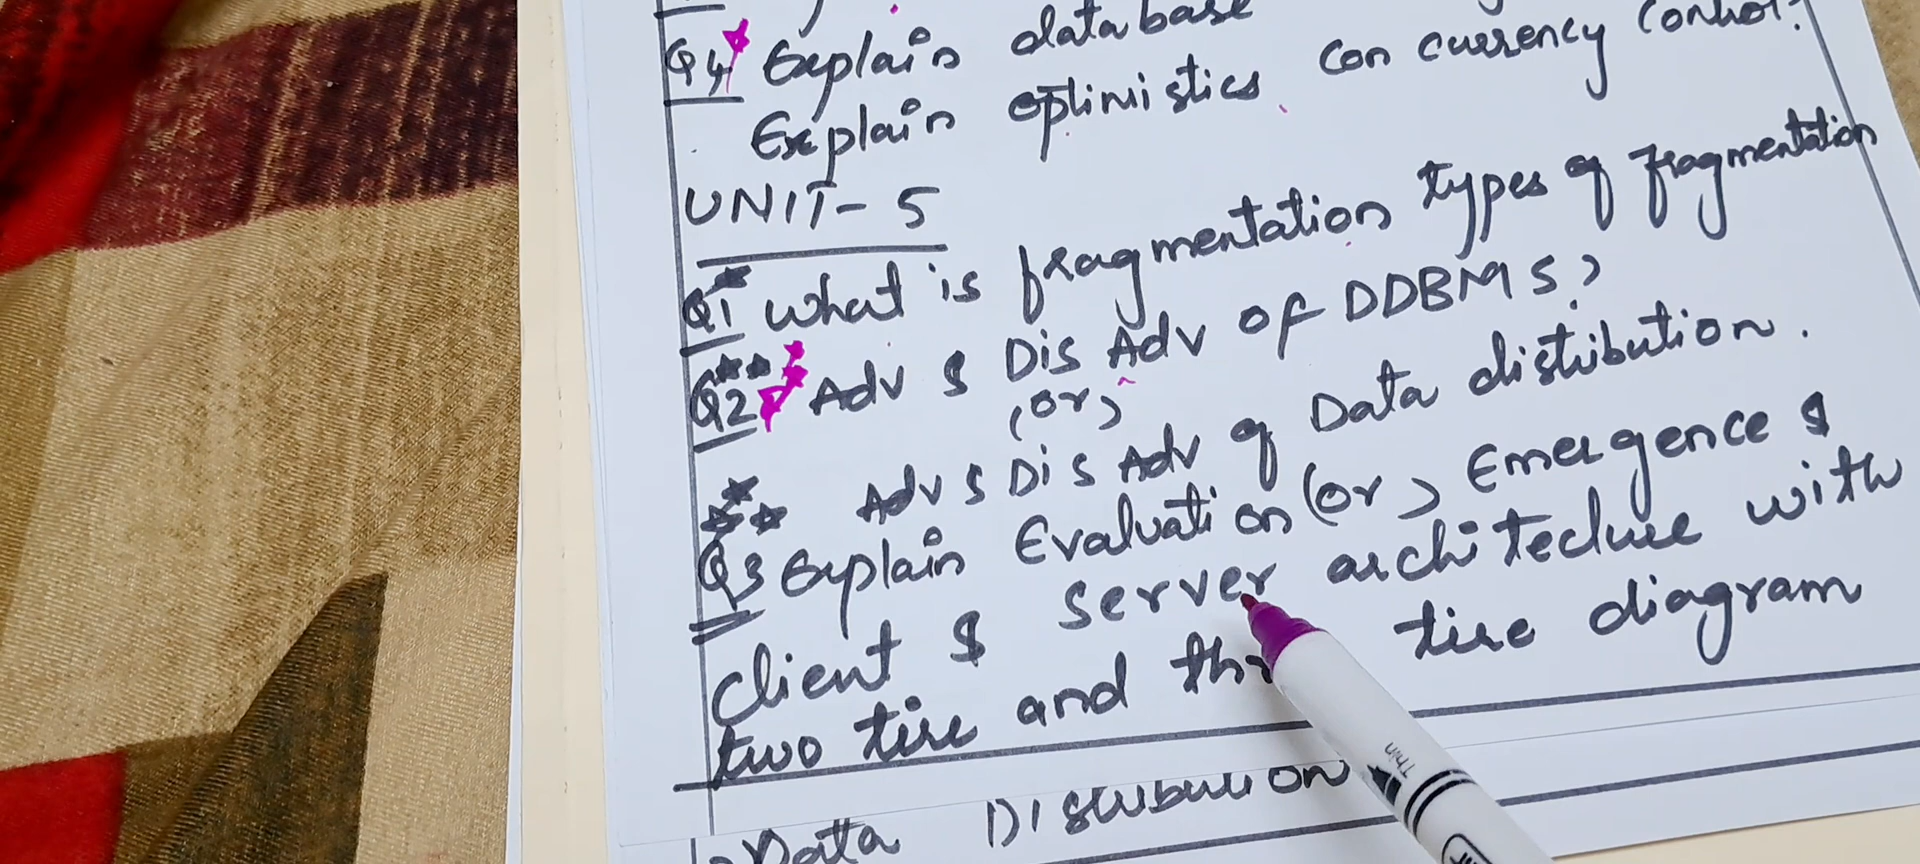 Q4 Explain database
Explain optimistics concurrency control.
UNIT-5
Q1 What is fragmentation types of fragmentation
Q2 Adv & Dis Adv of DDBMS?
(or)
Adv & Dis Adv of Data distribution.
Q3 Explain Evaluation (or) Emergence &
client & server architecture with
two tire and tire diagram
Data Distribution
Thin